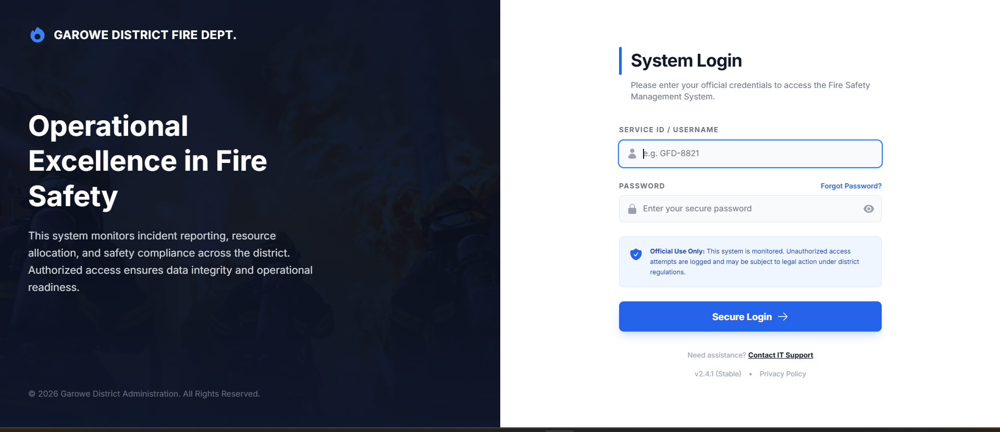 GAROWE DISTRICT FIRE DEPT.
Operational
Excellence in Fire
Safety
This system monitors incident reporting, resource
allocation, and safety compliance across the district.
Authorized access ensures data integrity and operational
readiness.
© 2026 Garowe District Administration. All Rights Reserved.
System Login
Please enter your official credentials to access the Fire Safety
Management System.
SERVICE ID / USERNAME
e.g. GFD-8821
PASSWORD
Forgot Password?
Enter your secure password
Official Use Only: This system is monitored. Unauthorized access
attempts are logged and may be subject to legal action under district
regulations.
Secure Login →
Need assistance? Contact IT Support
v2.4.1 (Stable) • Privacy Policy